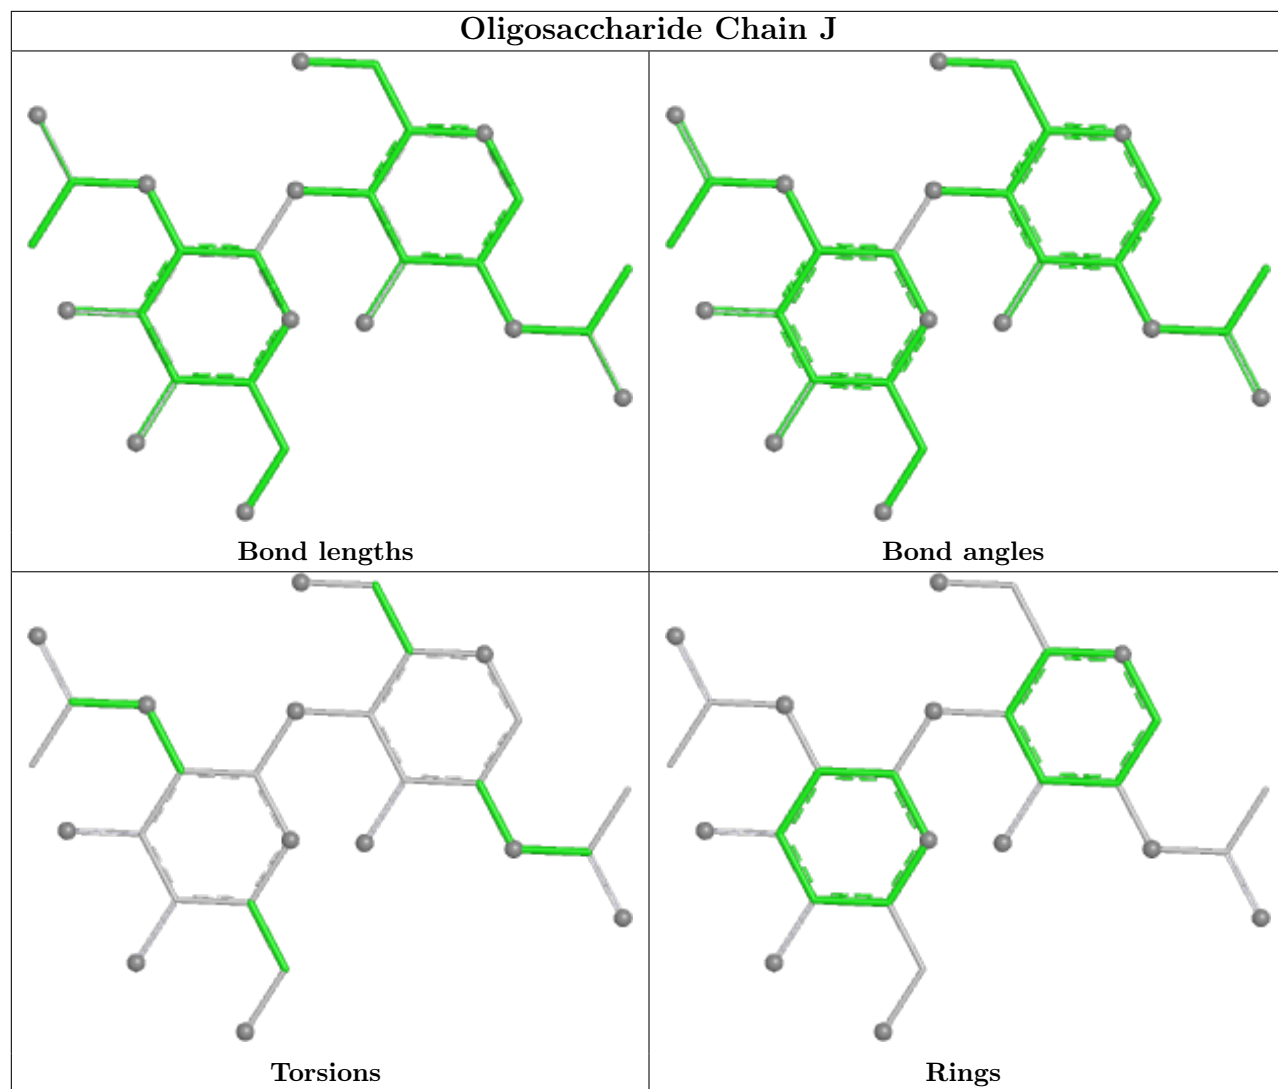 Oligosaccharide Chain J
Bond lengths
Bond angles
Torsions
Rings